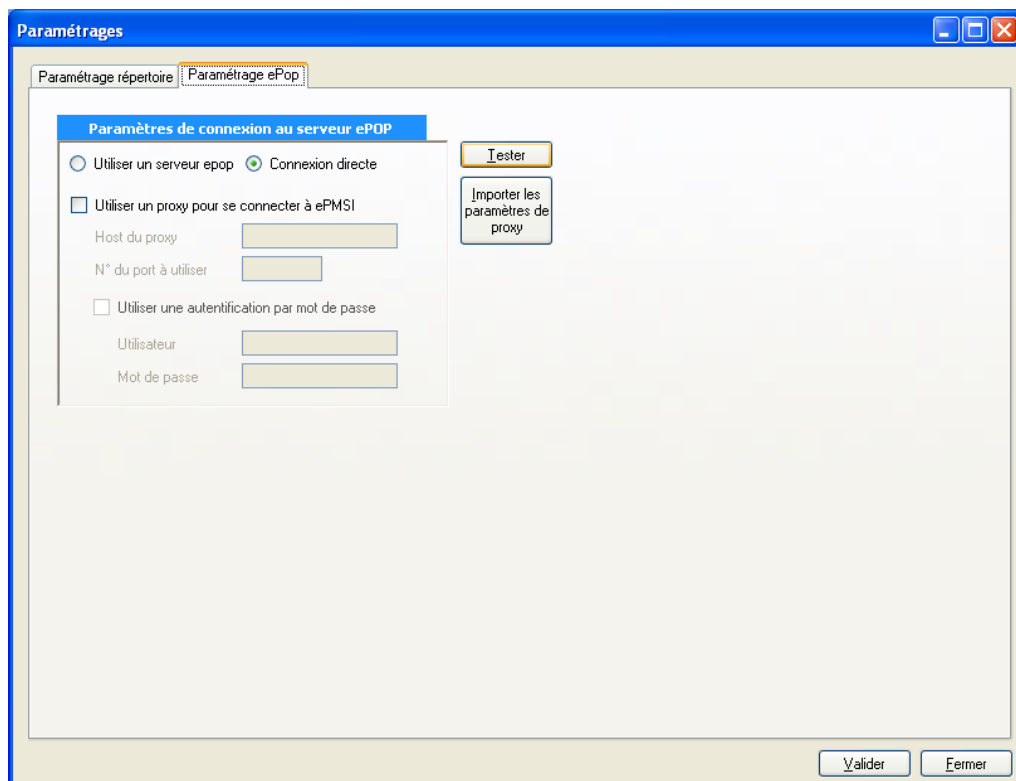 Paramétrages
Paramétrage répertoire
Paramétrage ePop
Paramètres de connexion au serveur ePOP
Utiliser un serveur epop
Connexion directe
Tester
Utiliser un proxy pour se connecter à ePMSI
Importer les
paramètres de
proxy
Host du proxy
N° du port à utiliser
Utiliser une autentification par mot de passe
Utilisateur
Mot de passe
Valider
Fermer